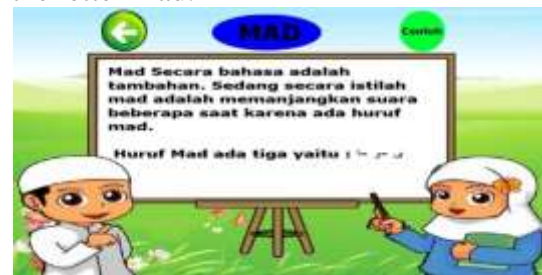 MAD
Contoh
Mad Secara bahasa adalah
tambahan. Sedang secara istilah
mad adalah memanjangkan suara
beberapa saat karena ada huruf
mad.
Huruf Mad ada tiga yaitu :